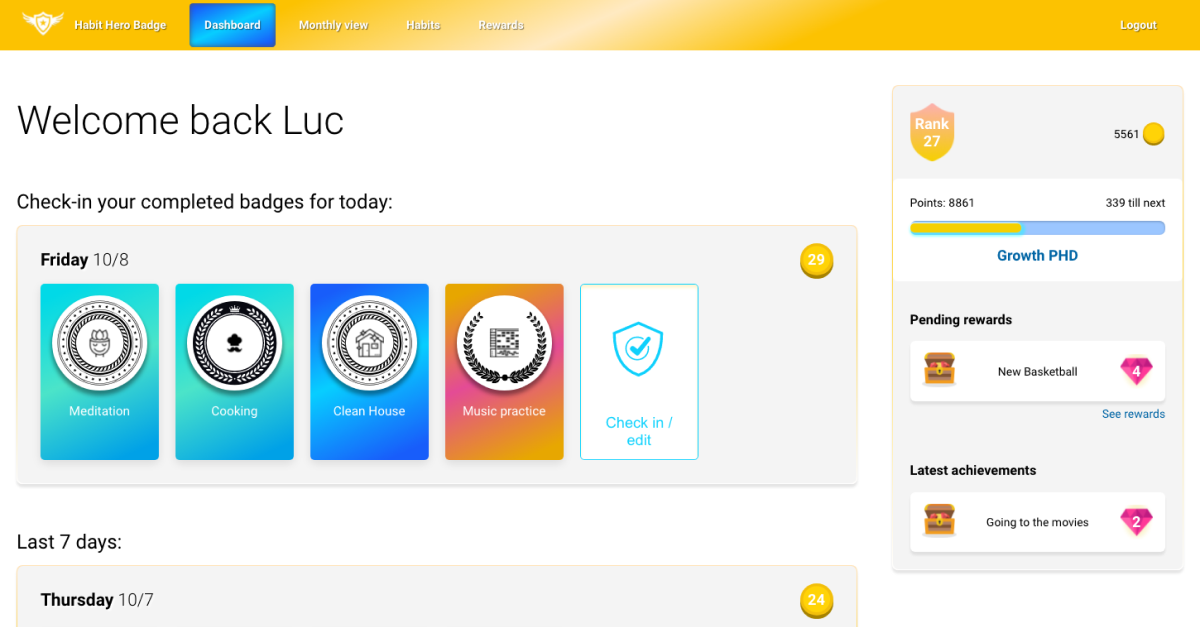 Habit Hero Badge
Dashboard
Monthly view
Habits
Rewards
Logout
Welcome back Luc
Check-in your completed badges for today:
Friday 10/8
29
Meditation
Cooking
Clean House
Music practice
Check in /
edit
Last 7 days:
Thursday 10/7
24
Rank
27
5561
Points: 8861
339 till next
Growth PHD
Pending rewards
New Basketball
4
See rewards
Latest achievements
Going to the movies
2